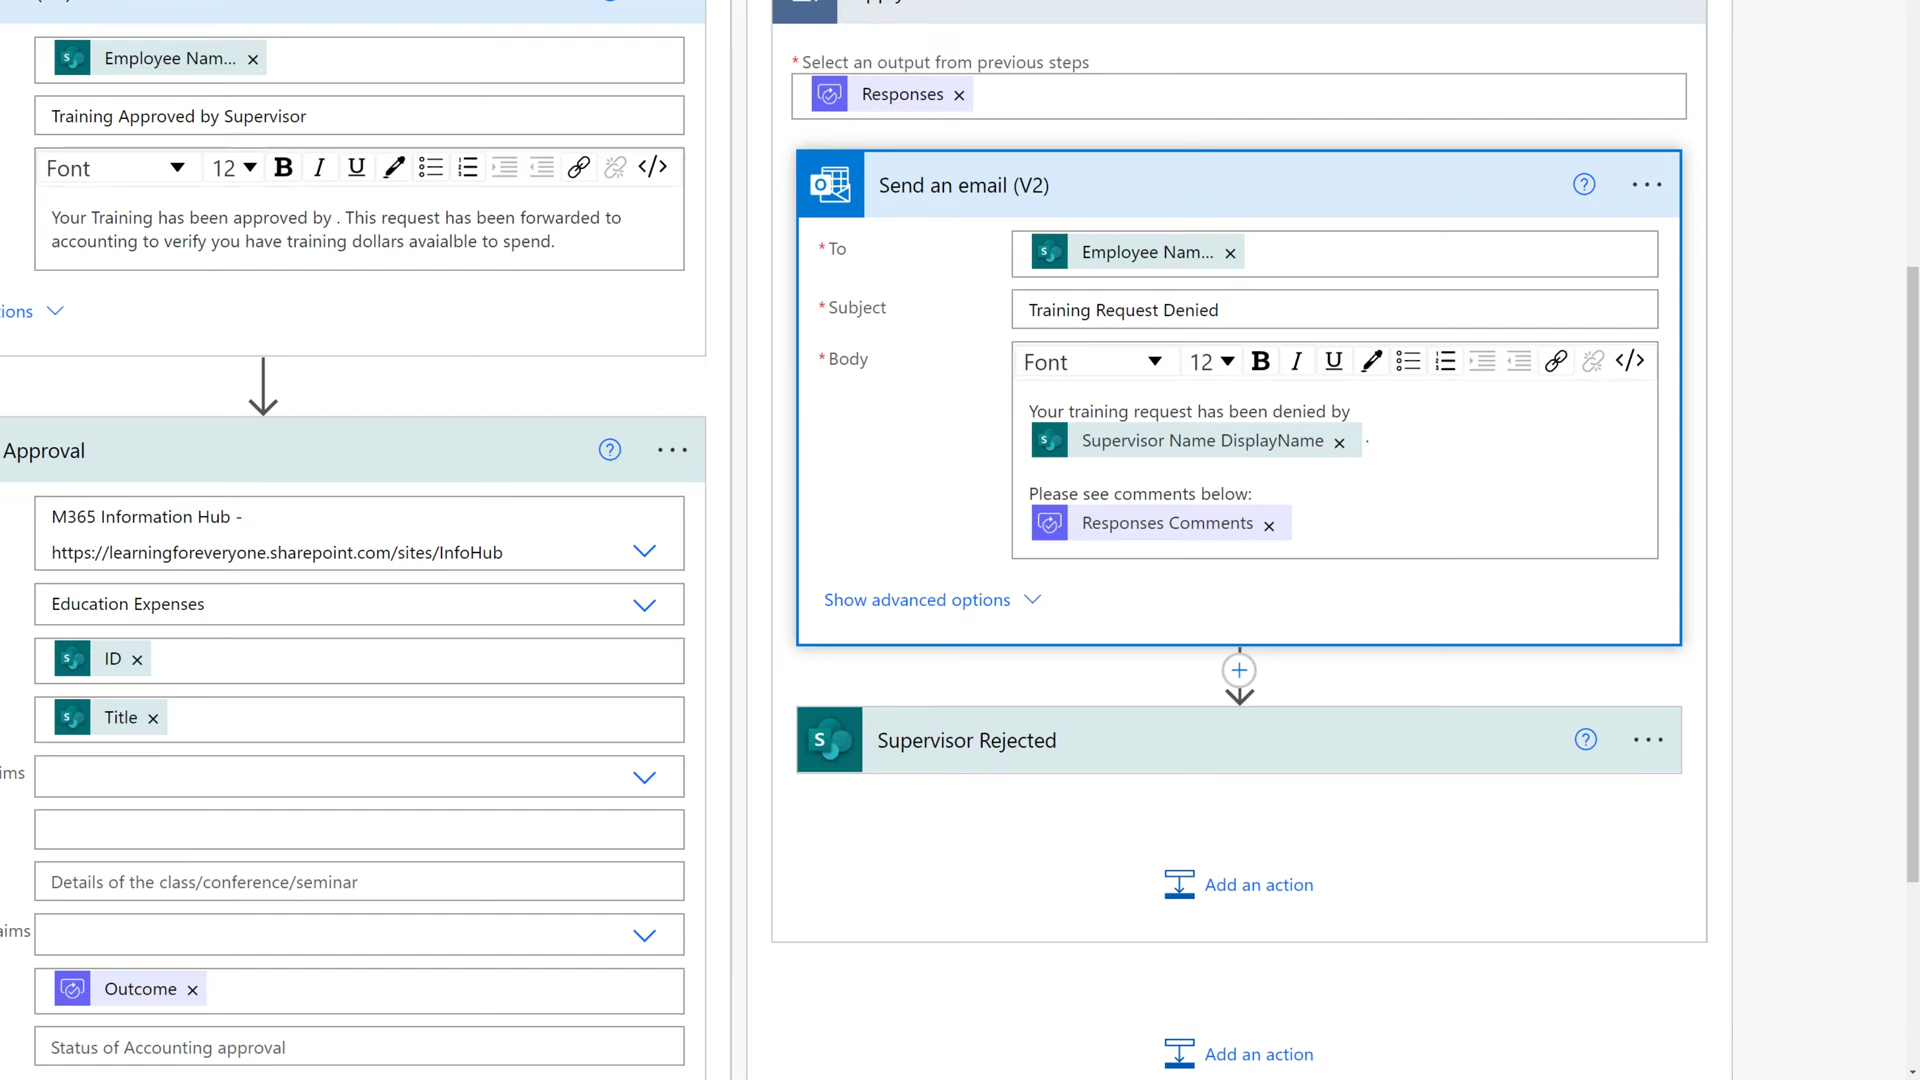 Employee Nam... ×
Training Approved by Supervisor
Font 12 B I U </>
Your Training has been approved by . This request has been forwarded to
accounting to verify you have training dollars avaialble to spend.
tions
Approval
M365 Information Hub -
https://learningforeveryone.sharepoint.com/sites/InfoHub
Education Expenses
ID ×
Title ×
ims
Details of the class/conference/seminar
aims
Outcome ×
Status of Accounting approval
* Select an output from previous steps
Responses ×
Send an email (V2)
* To
Employee Nam... ×
* Subject
Training Request Denied
* Body
Font 12 B I U </>
Your training request has been denied by
Supervisor Name DisplayName × .
Please see comments below:
Responses Comments ×
Show advanced options
Supervisor Rejected
Add an action
Add an action